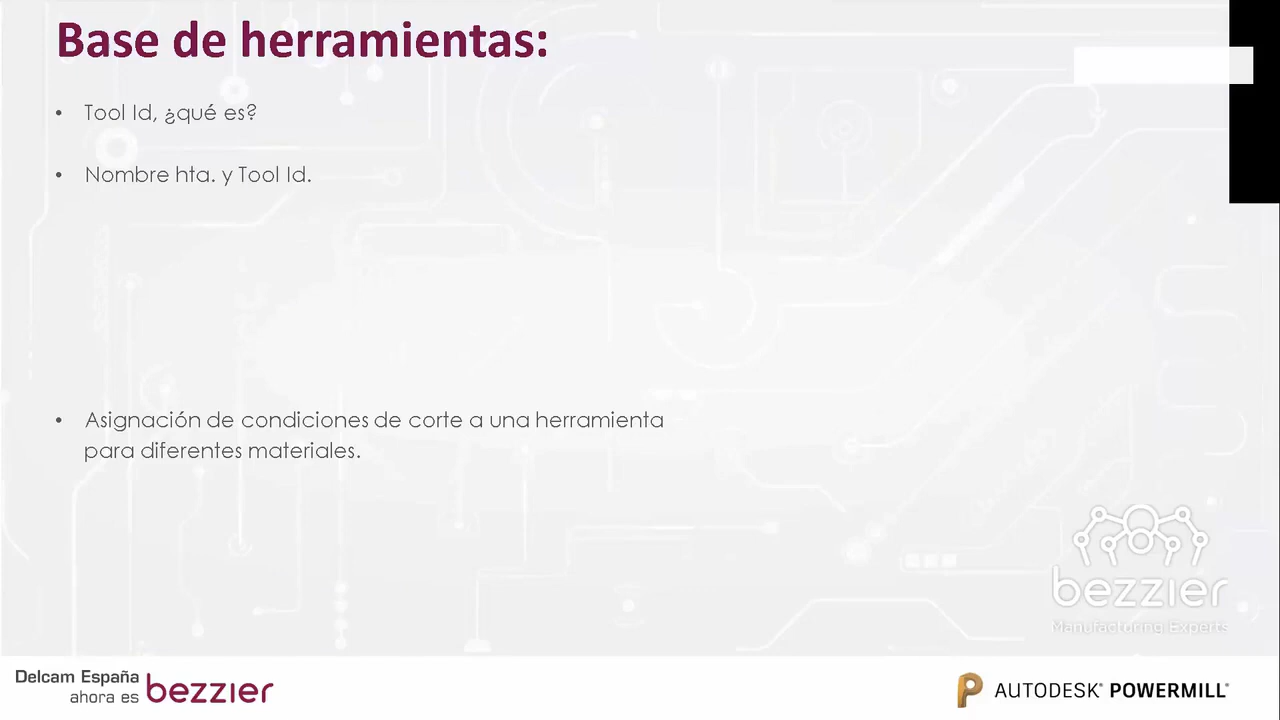 Base de herramientas:
• Tool Id, ¿qué es?
• Nombre hta. y Tool Id.
• Asignación de condiciones de corte a una herramienta
para diferentes materiales.
bezzier
Manufacturing Experts
Delcam España
ahora es bezzier
AUTODESK® POWERMILL®